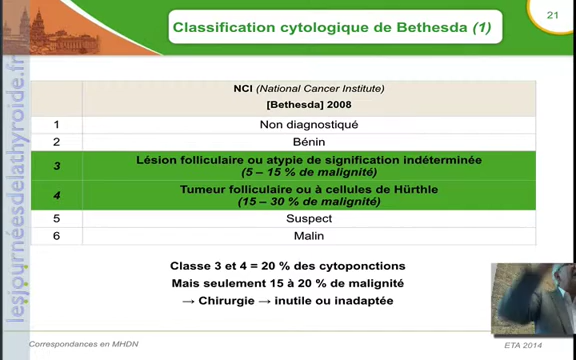 21
Classification cytologique de Bethesda (1)
NCI (National Cancer Institute)
[Bethesda] 2008
1 Non diagnostiqué
2 Bénin
3 Lésion folliculaire ou atypie de signification indéterminée
(5 – 15 % de malignité)
4 Tumeur folliculaire ou à cellules de Hürthle
(15 – 30 % de malignité)
5 Suspect
6 Malin
Classe 3 et 4 = 20 % des cytoponctions
Mais seulement 15 à 20 % de malignité
→ Chirurgie → inutile ou inadaptée
lesjournéesdelathyroide.fr
Correspondances en MHDN
ETA 2014